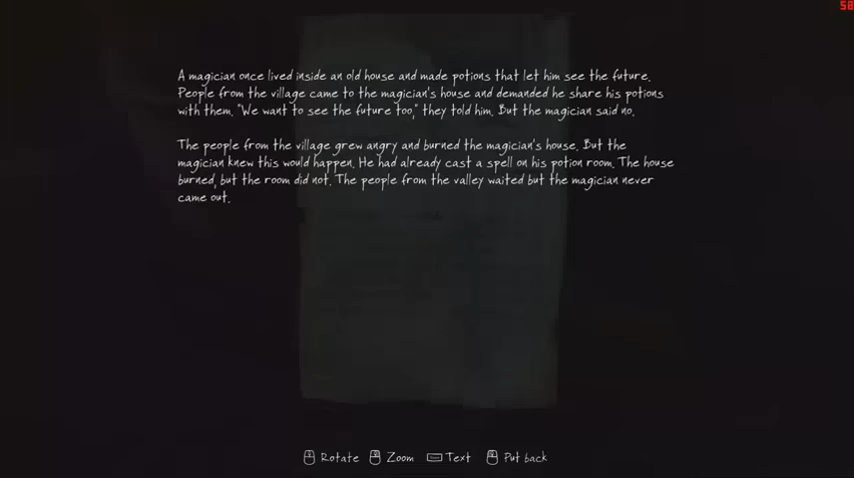 58
A magician once lived inside an old house and made potions that let him see the future.
People from the village came to the magician's house and demanded he share his potions
with them. "We want to see the future too," they told him. But the magician said no.
The people from the village grew angry and burned the magician's house. But the
magician knew this would happen. He had already cast a spell on his potion room. The house
burned, but the room did not. The people from the valley waited but the magician never
came out.
Rotate Zoom Text Put back